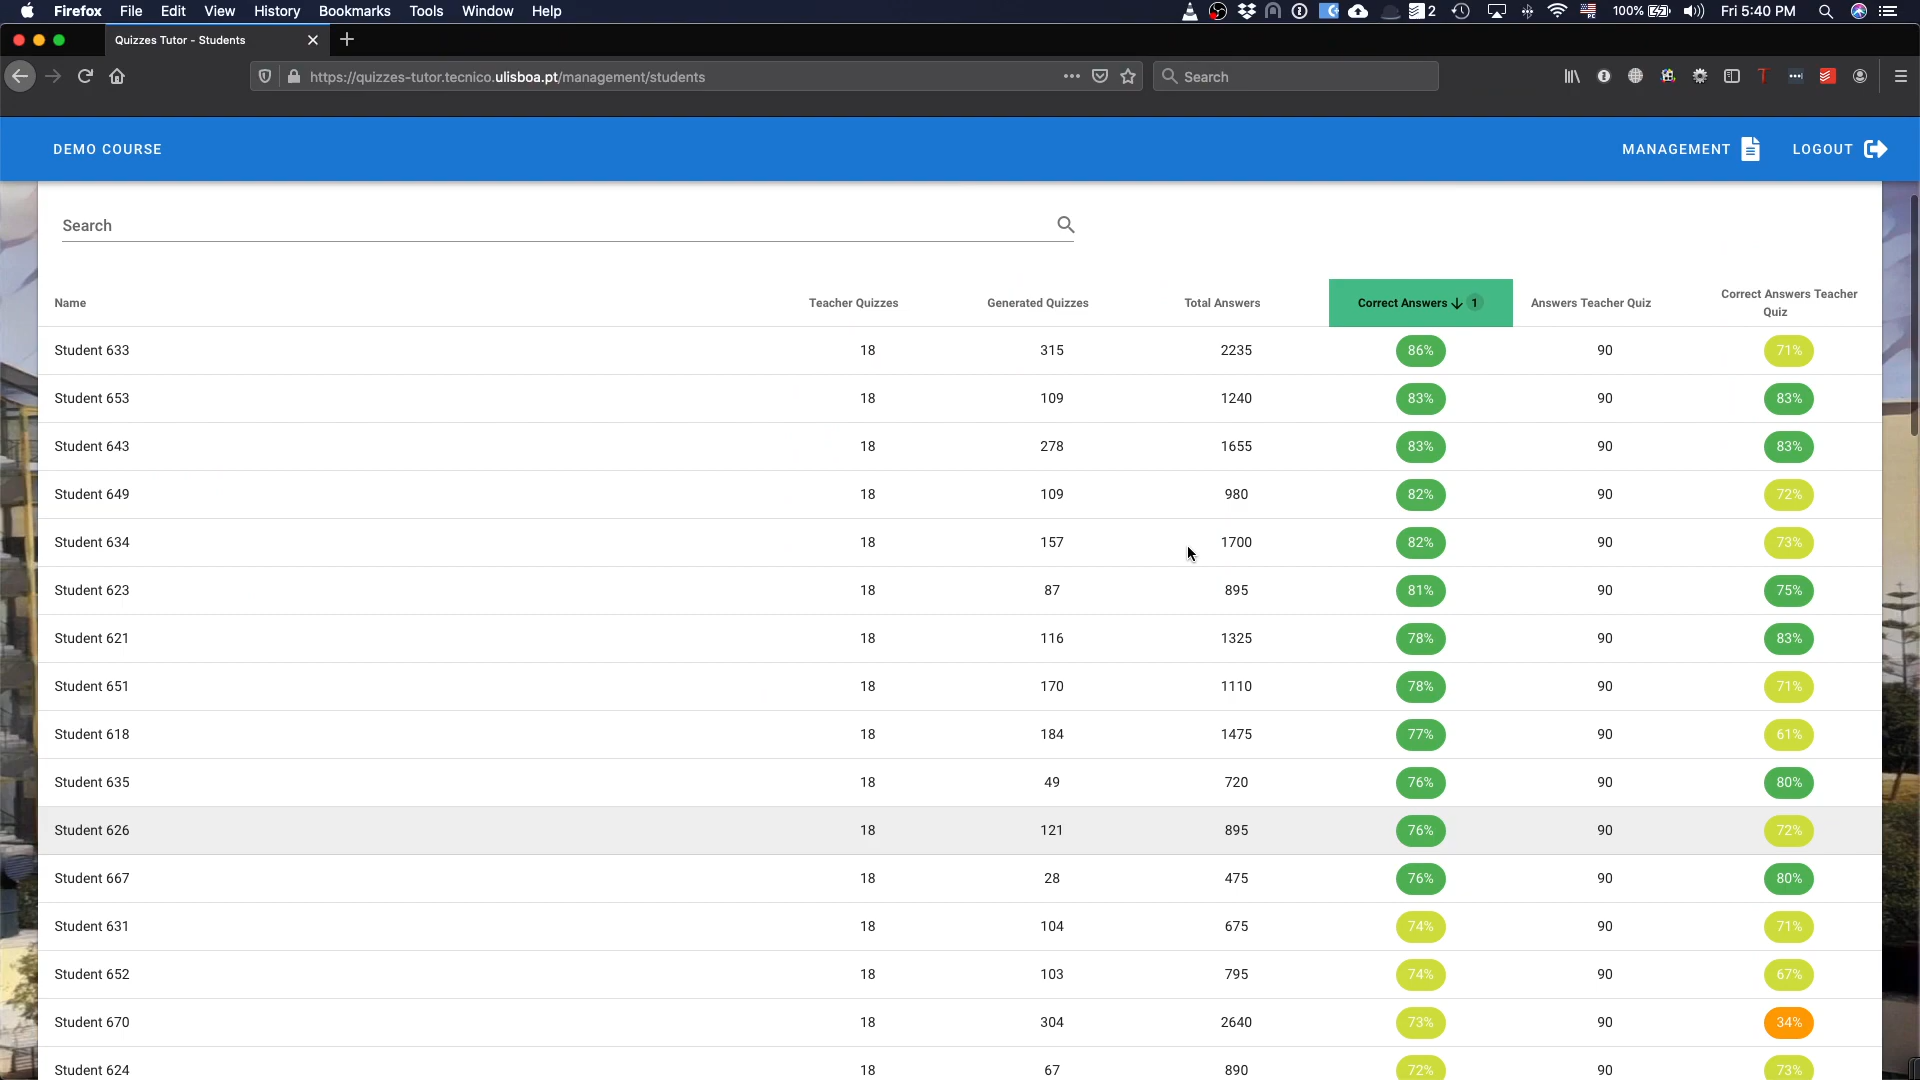 Firefox File Edit View History Bookmarks Tools Window Help 2 100% Fri 5:40 PM
Quizzes Tutor - Students
https://quizzes-tutor.tecnico.ulisboa.pt/management/students Search
DEMO COURSE MANAGEMENT LOGOUT
Search
Name Teacher Quizzes Generated Quizzes Total Answers Correct Answers 1 Answers Teacher Quiz Correct Answers Teacher
Quiz
Student 633 18 315 2235 86% 90 71%
Student 653 18 109 1240 83% 90 83%
Student 643 18 278 1655 83% 90 83%
Student 649 18 109 980 82% 90 72%
Student 634 18 157 1700 82% 90 73%
Student 623 18 87 895 81% 90 75%
Student 621 18 116 1325 78% 90 83%
Student 651 18 170 1110 78% 90 71%
Student 618 18 184 1475 77% 90 61%
Student 635 18 49 720 76% 90 80%
Student 626 18 121 895 76% 90 72%
Student 667 18 28 475 76% 90 80%
Student 631 18 104 675 74% 90 71%
Student 652 18 103 795 74% 90 67%
Student 670 18 304 2640 73% 90 34%
Student 624 18 67 890 72% 90 73%